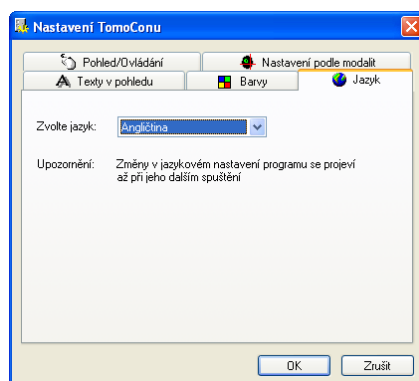 Nastavení TomoConu
Pohled/Ovládání
Nastavení podle modalit
Texty v pohledu
Barvy
Jazyk
Zvolte jazyk:
Angličtina
Upozornění:
Změny v jazykovém nastavení programu se projeví
až při jeho dalším spuštění
OK
Zrušit